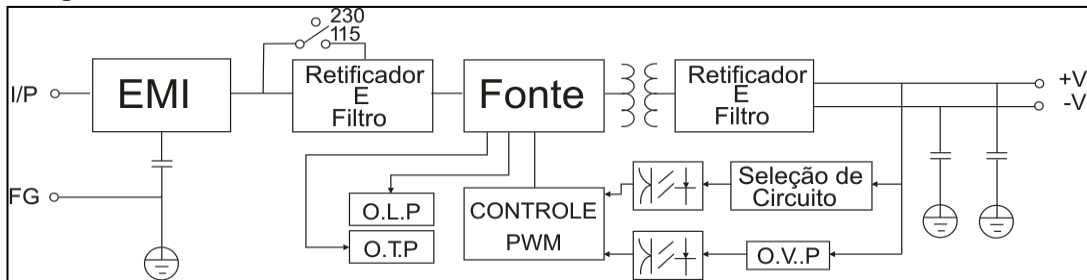 230
115
I/P
EMI
Retificador
E
Filtro
Fonte
Retificador
E
Filtro
+V
-V
FG
O.L.P
O.T.P
CONTROLE
PWM
Seleção de
Circuito
O.V..P